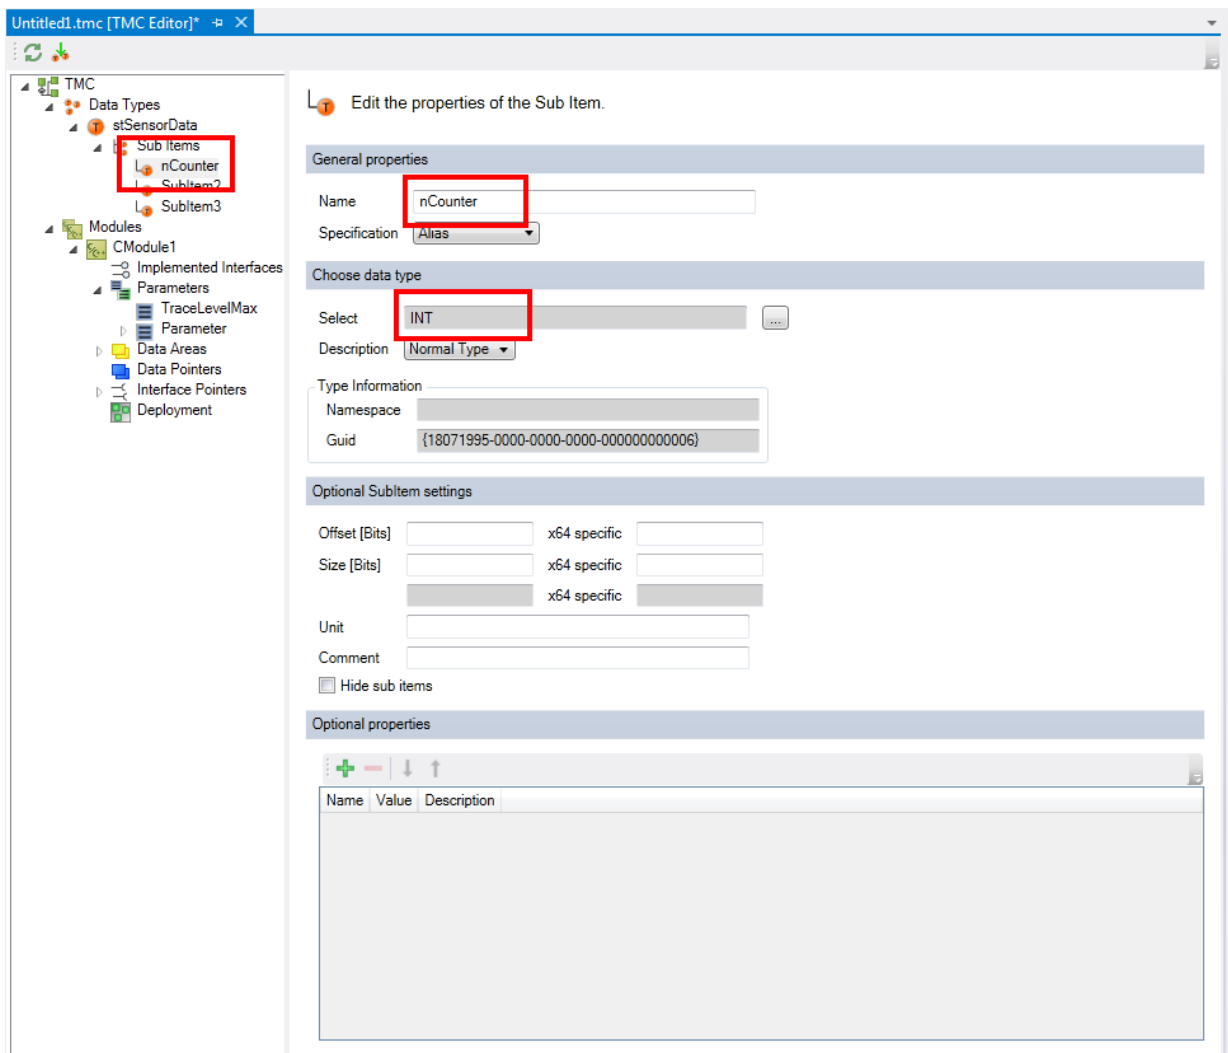 Untitled1.tmc [TMC Editor]*
TMC
Data Types
stSensorData
Sub Items
nCounter
SubItem2
SubItem3
Modules
CModule1
Implemented Interfaces
Parameters
TraceLevelMax
Parameter
Data Areas
Data Pointers
Interface Pointers
Deployment
Edit the properties of the Sub Item.
General properties
Name nCounter
Specification Alias
Choose data type
Select INT ...
Description Normal Type
Type Information
Namespace
Guid {18071995-0000-0000-0000-000000000006}
Optional SubItem settings
Offset [Bits] x64 specific
Size [Bits] x64 specific
x64 specific
Unit
Comment
Hide sub items
Optional properties
Name Value Description